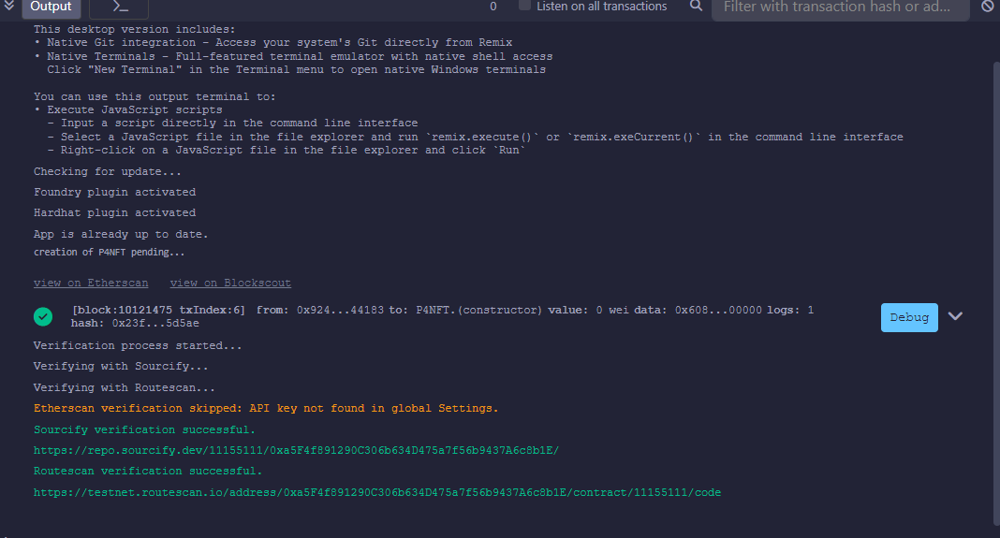 Output
>_
0
Listen on all transactions
Filter with transaction hash or ad...
This desktop version includes:
• Native Git integration - Access your system's Git directly from Remix
• Native Terminals - Full-featured terminal emulator with native shell access
Click "New Terminal" in the Terminal menu to open native Windows terminals
You can use this output terminal to:
• Execute JavaScript scripts
- Input a script directly in the command line interface
- Select a JavaScript file in the file explorer and run `remix.execute()` or `remix.exeCurrent()` in the command line interface
- Right-click on a JavaScript file in the file explorer and click `Run`
Checking for update...
Foundry plugin activated
Hardhat plugin activated
App is already up to date.
creation of P4NFT pending...
view on Etherscan view on Blockscout
[block:10121475 txIndex:6] from: 0x924...44183 to: P4NFT.(constructor) value: 0 wei data: 0x608...00000 logs: 1
hash: 0x23f...5d5ae
Debug
Verification process started...
Verifying with Sourcify...
Verifying with Routescan...
Etherscan verification skipped: API key not found in global Settings.
Sourcify verification successful.
https://repo.sourcify.dev/11155111/0xa5F4f891290C306b634D475a7f56b9437A6c8b1E/
Routescan verification successful.
https://testnet.routescan.io/address/0xa5F4f891290C306b634D475a7f56b9437A6c8b1E/contract/11155111/code